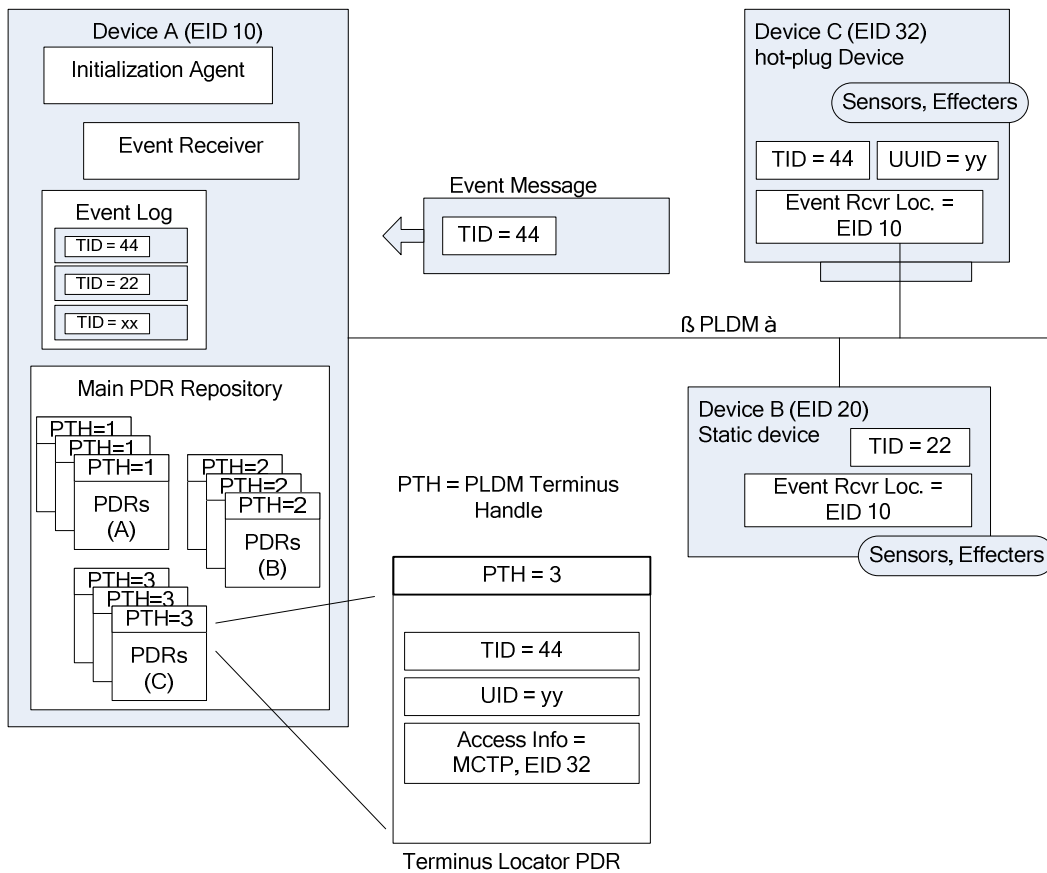 Device A (EID 10)
Initialization Agent
Event Receiver
Event Log
TID = 44
TID = 22
TID = xx
Main PDR Repository
PTH=1
PTH=1
PTH=1
PDRs
(A)
PTH=2
PTH=2
PTH=2
PDRs
(B)
PTH=3
PTH=3
PTH=3
PDRs
(C)
Event Message
TID = 44
Device C (EID 32)
hot-plug Device
Sensors, Effecters
TID = 44
UUID = yy
Event Rcvr Loc. =
EID 10
ß PLDM à
Device B (EID 20)
Static device
TID = 22
Event Rcvr Loc. =
EID 10
Sensors, Effecters
PTH = PLDM Terminus
Handle
PTH = 3
TID = 44
UID = yy
Access Info =
MCTP, EID 32
Terminus Locator PDR